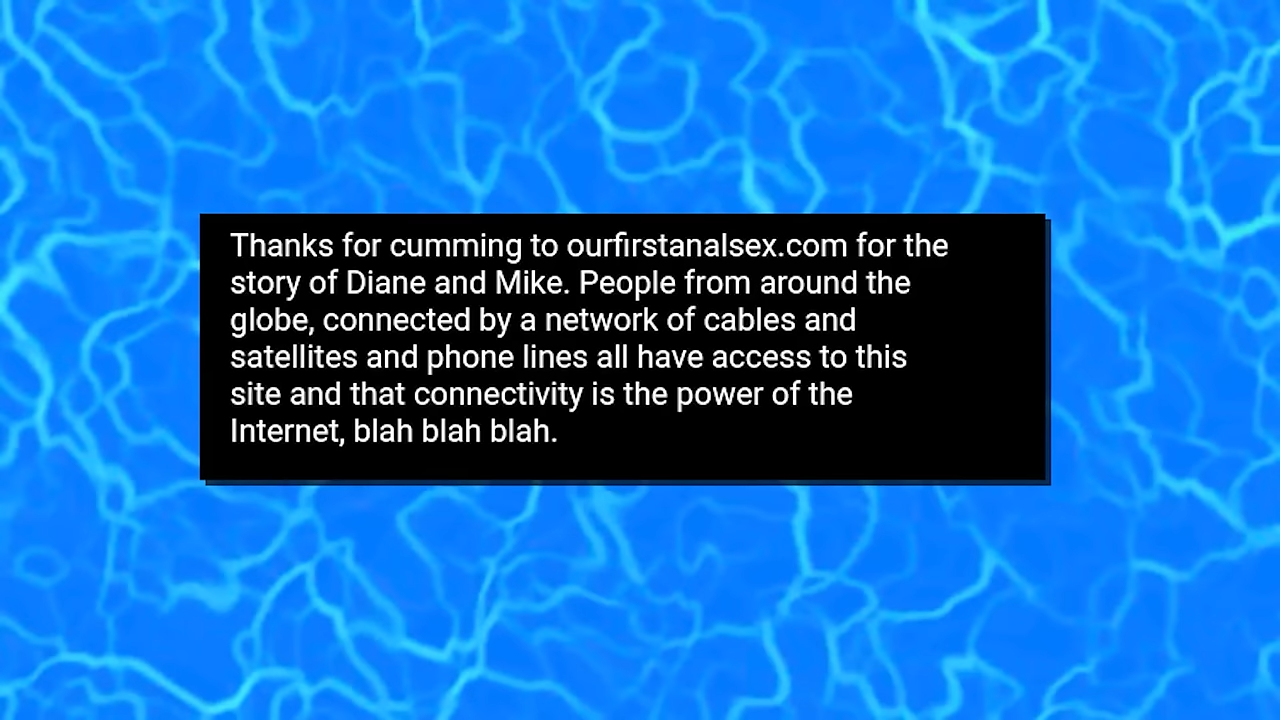 Thanks for cumming to ourfirstanalsex.com for the
story of Diane and Mike. People from around the
globe, connected by a network of cables and
satellites and phone lines all have access to this
site and that connectivity is the power of the
Internet, blah blah blah.